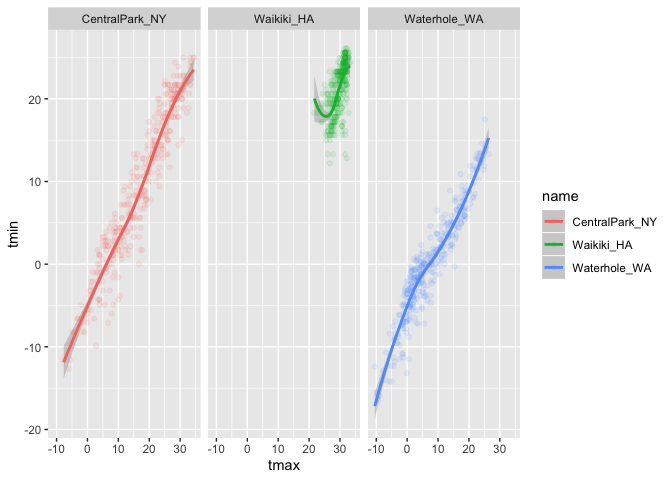 CentralPark_NY Waikiki_HA Waterhole_WA
tmin
20
10
0
-10
-20
-10 0 10 20 30 -10 0 10 20 30 -10 0 10 20 30
tmax
name
CentralPark_NY
Waikiki_HA
Waterhole_WA